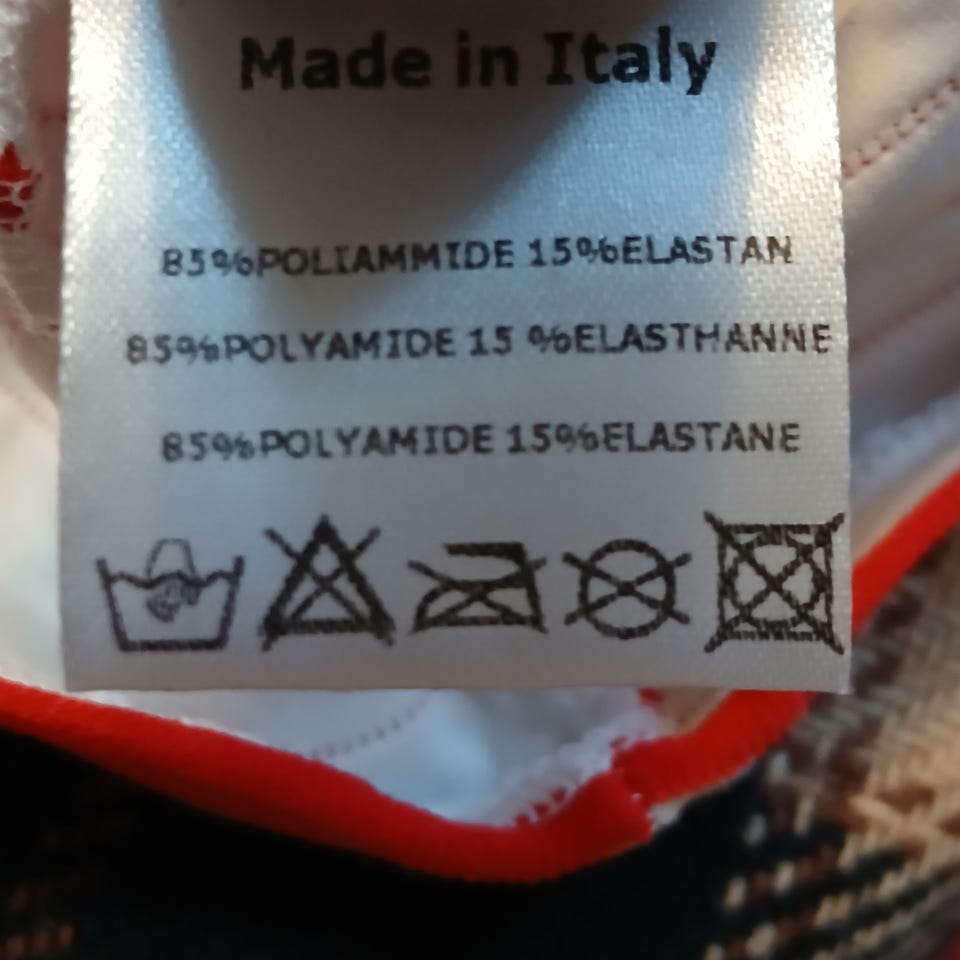 Made in Italy
85%POLIAMMIDE 15%ELASTAN
85%POLYAMIDE 15 %ELASTHANNE
85%POLYAMIDE 15%ELASTANE